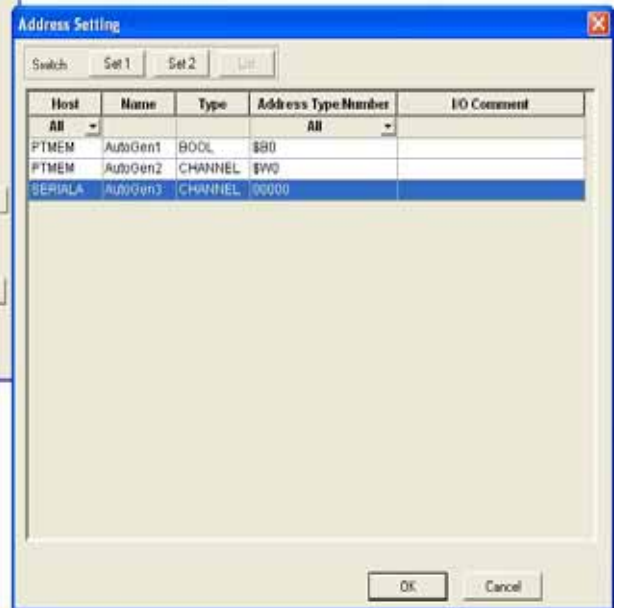 Address Setting
Switch Set 1 Set 2 List
Host Name Type Address Type Number I/O Comment
All All
PTMEM AutoGen1 BOOL $B0
PTMEM AutoGen2 CHANNEL $W0
SERIALA AutoGen3 CHANNEL 00000
OK Cancel